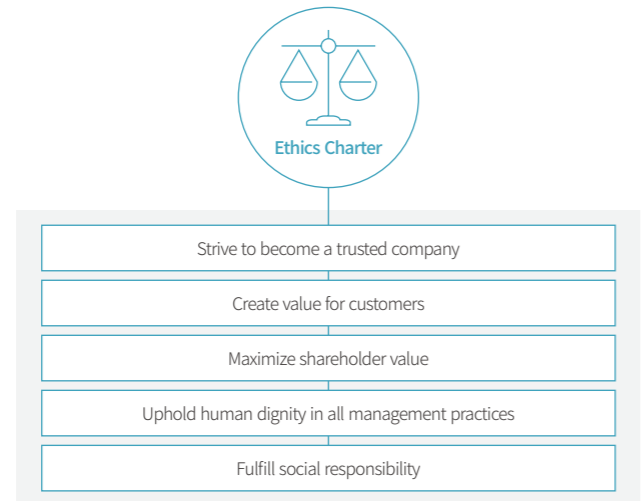 Ethics Charter
Strive to become a trusted company
Create value for customers
Maximize shareholder value
Uphold human dignity in all management practices
Fulfill social responsibility